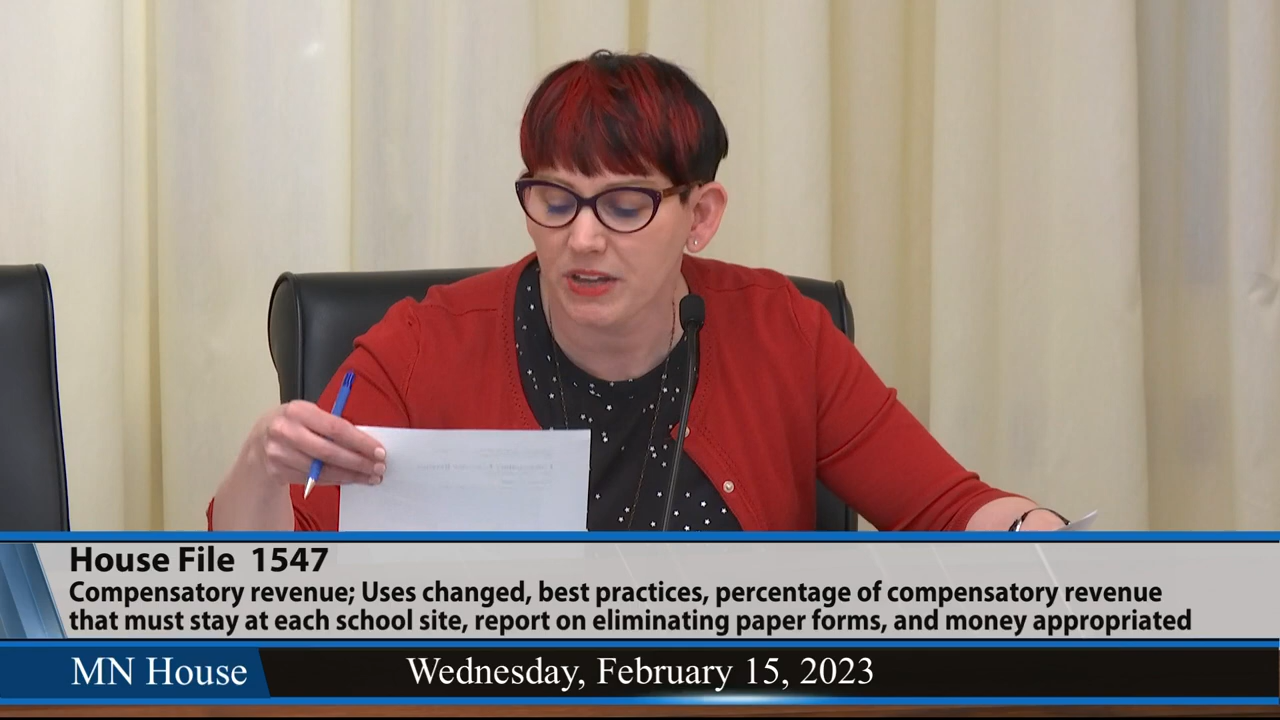 House File 1547
Compensatory revenue; Uses changed, best practices, percentage of compensatory revenue
that must stay at each school site, report on eliminating paper forms, and money appropriated
MN House
Wednesday, February 15, 2023